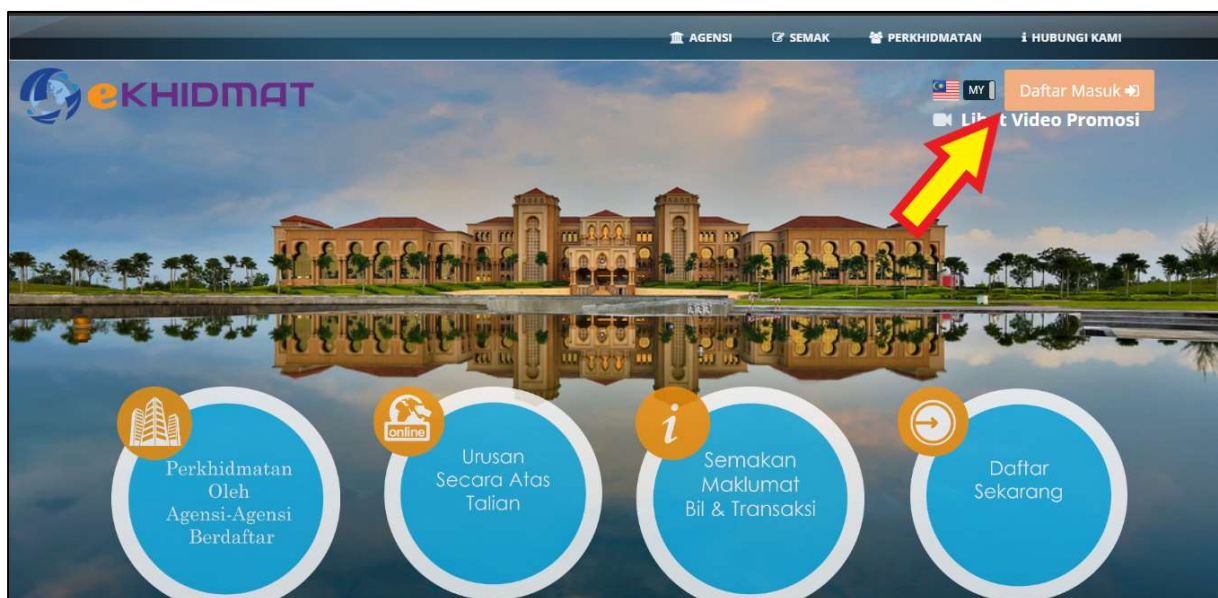 AGENSI
SEMAK
PERKHIDMATAN
HUBUNGI KAMI
eKHIDMAT
MY
Daftar Masuk
Video Promosi
online
Perkhidmatan
Oleh
Agensi-Agensi
Berdaftar
Urusan
Secara Atas
Talian
i
Semakan
Maklumat
Bil & Transaksi
Daftar
Sekarang